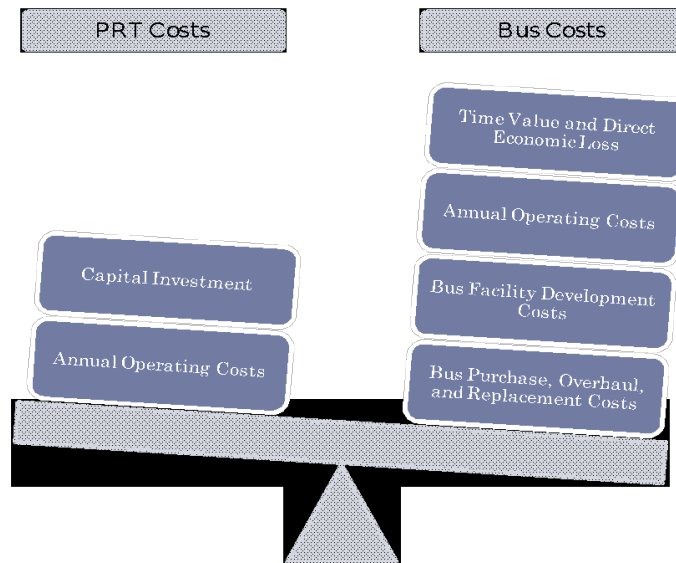 PRT Costs
Bus Costs
Time Value and Direct
Economic Loss
Annual Operating Costs
Capital Investment
Bus Facility Development
Costs
Annual Operating Costs
Bus Purchase, Overhaul,
and Replacement Costs